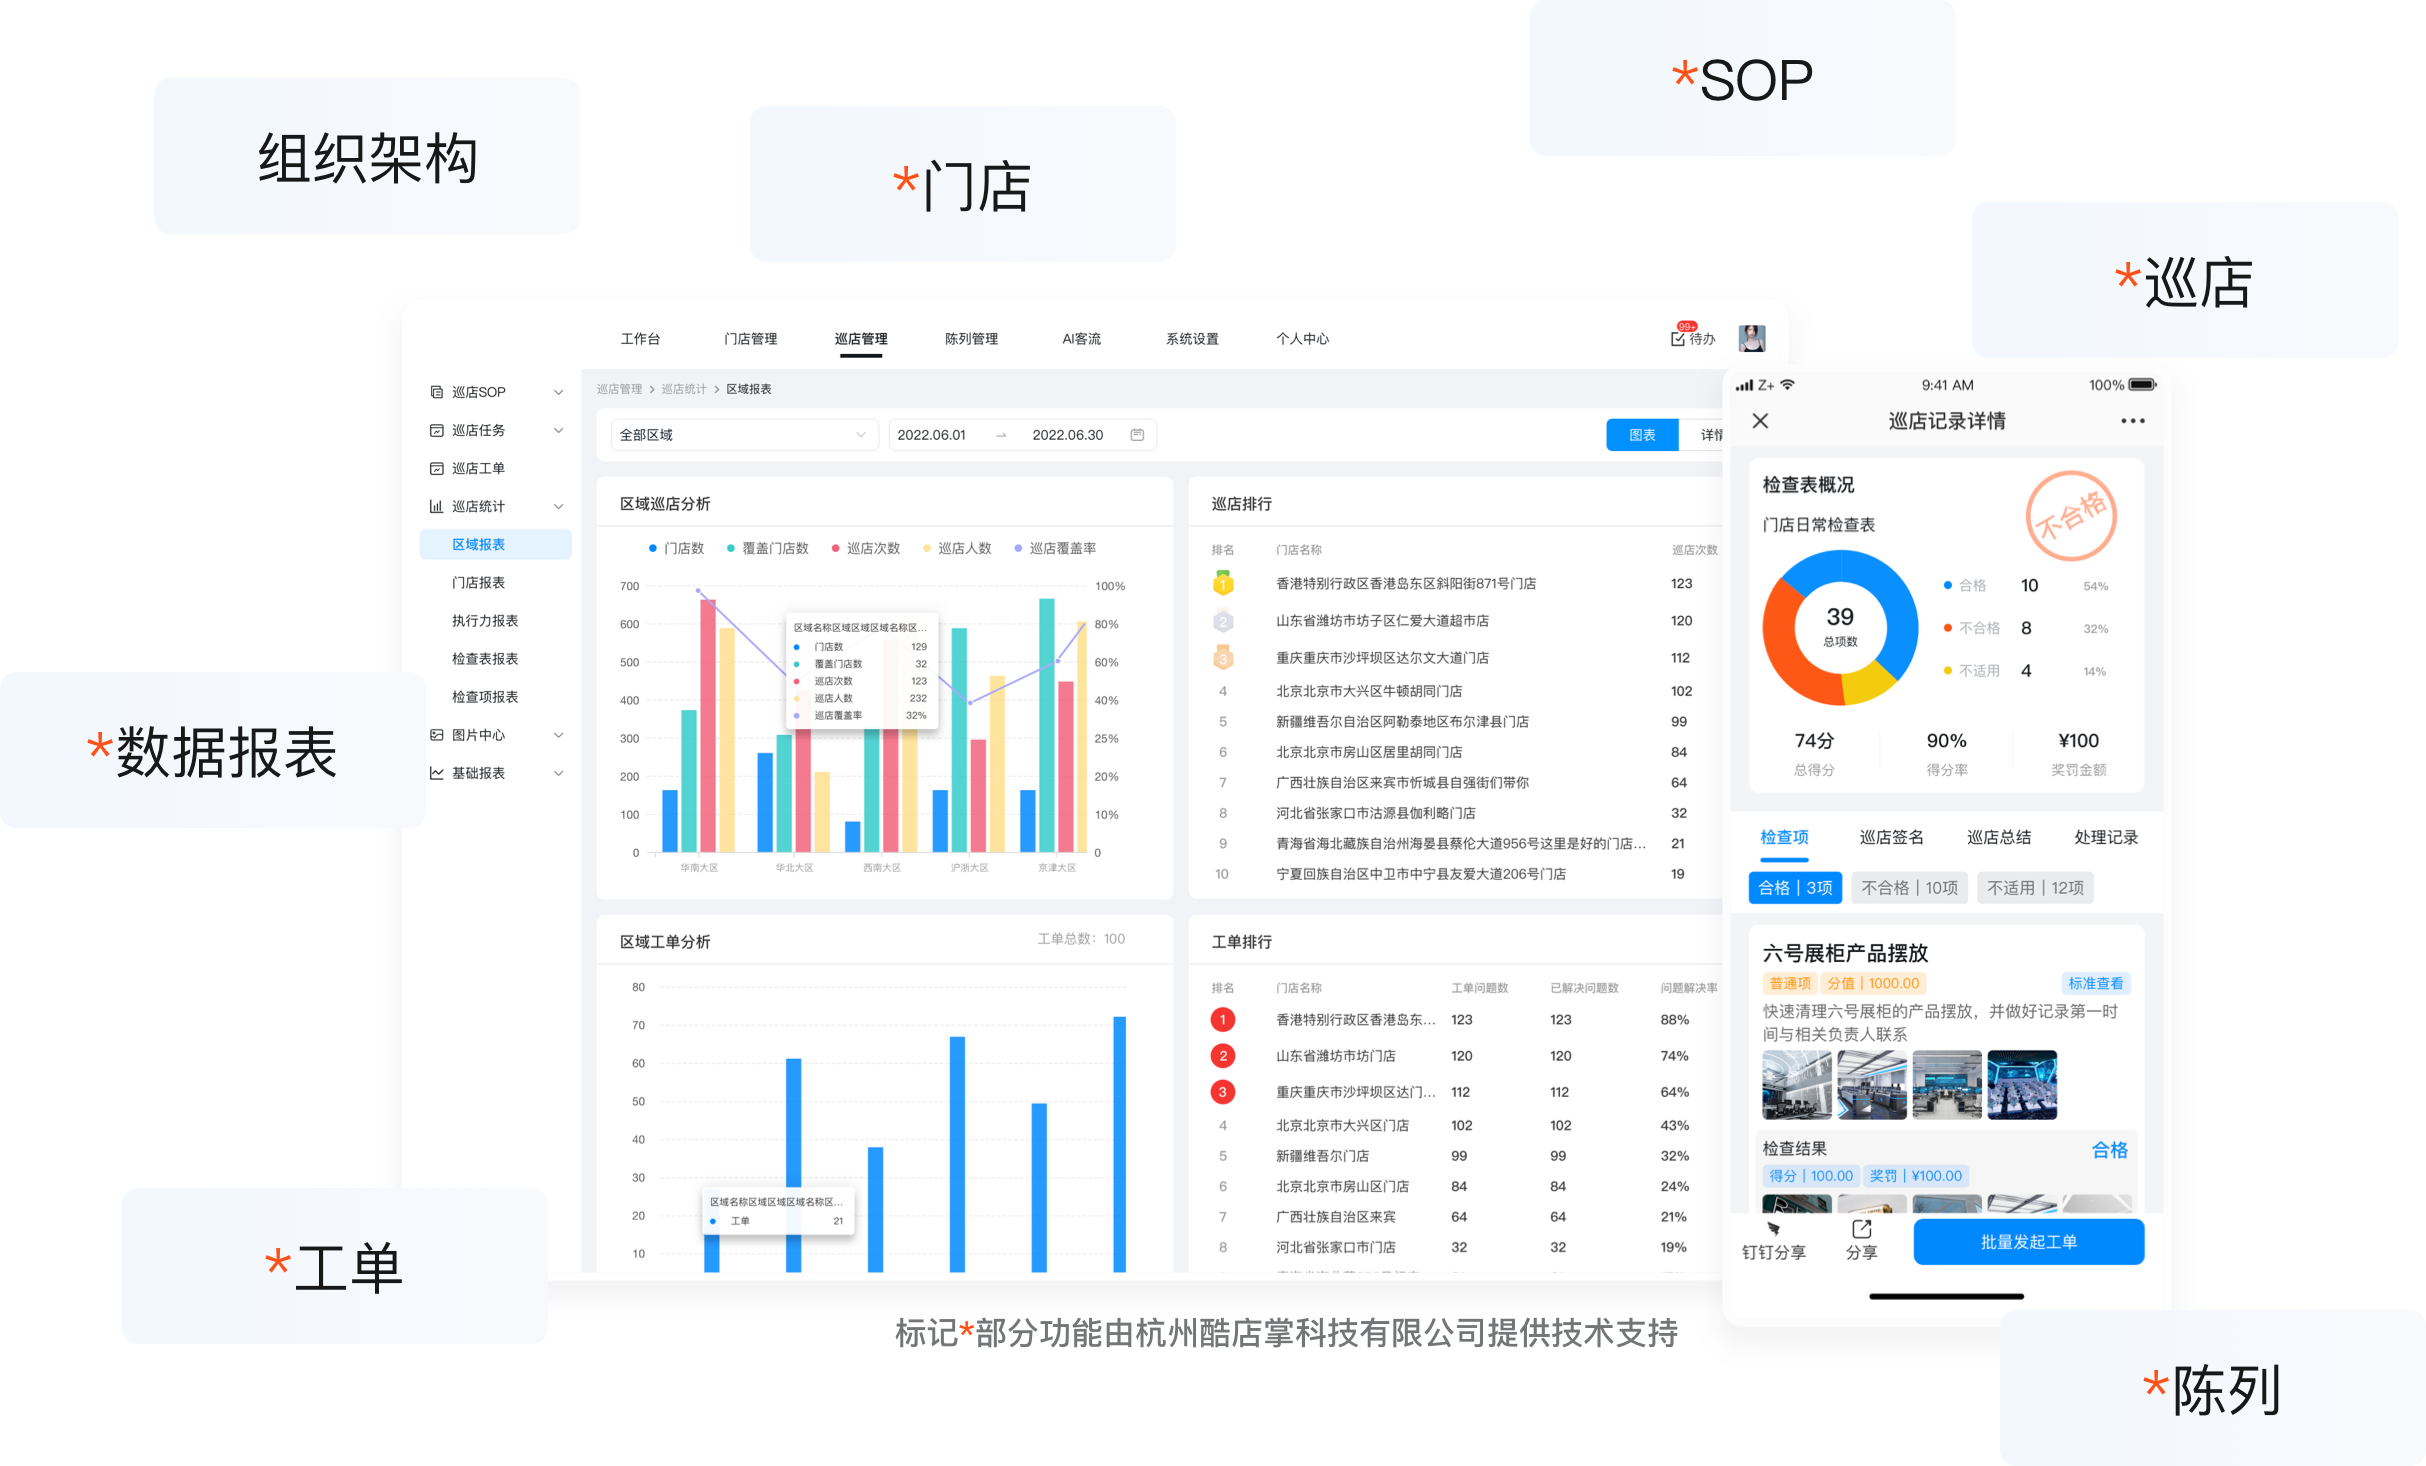 *SOP
组织架构
*门店
*巡店
*数据报表
*工单
*陈列
工作台 门店管理 巡店管理 陈列管理 AI客流 系统设置 个人中心 99+ 待办
巡店SOP
巡店任务
巡店工单
巡店统计
区域报表
门店报表
执行力报表
检查表报表
检查项报表
图片中心
基础报表
巡店管理 > 巡店统计 > 区域报表
全部区域 2022.06.01 → 2022.06.30 图表
区域巡店分析
门店数 覆盖门店数 巡店次数 巡店人数 巡店覆盖率
700 100%
600 80%
500 60%
400 40%
300 25%
200 20%
100 10%
0 0
区域名称区域区域区域名称区...
门店数 129
覆盖门店数 32
巡店次数 123
巡店人数 232
巡店覆盖率 32%
华南大区 华北大区 西南大区 沪浙大区 京津大区
巡店排行
排名 门店名称 巡店次数
1 香港特别行政区香港岛东区斜阳街871号门店 123
2 山东省潍坊市坊子区仁爱大道超市店 120
3 重庆重庆市沙坪坝区达尔文大道门店 112
4 北京北京市大兴区牛顿胡同门店 102
5 新疆维吾尔自治区阿勒泰地区布尔津县门店 99
6 北京北京市房山区居里胡同门店 84
7 广西壮族自治区来宾市忻城县自强街们带你 64
8 河北省张家口市沽源县伽利略门店 32
9 青海省海北藏族自治州海晏县蔡伦大道956号这里是好的门店... 21
10 宁夏回族自治区中卫市中宁县友爱大道206号门店 19
区域工单分析 工单总数：100
80
70
60
50
40
30
20
10
区域名称区域区域区域名称区...
工单 21
工单排行
排名 门店名称 工单问题数 已解决问题数 问题解决率
1 香港特别行政区香港岛东... 123 123 88%
2 山东省潍坊市坊门店 120 120 74%
3 重庆重庆市沙坪坝区达门... 112 112 64%
4 北京北京市大兴区门店 102 102 43%
5 新疆维吾尔门店 99 99 32%
6 北京北京市房山区门店 84 84 24%
7 广西壮族自治区来宾 64 64 21%
8 河北省张家口市门店 32 32 19%
Z+ 9:41 AM 100%
巡店记录详情
检查表概况
门店日常检查表
不合格
39
总项数
合格 10 54%
不合格 8 32%
不适用 4 14%
74分 90% ¥100
总得分 得分率 奖罚金额
检查项 巡店签名 巡店总结 处理记录
合格｜3项 不合格｜10项 不适用｜12项
六号展柜产品摆放
普通项 分值｜1000.00 标准查看
快速清理六号展柜的产品摆放，并做好记录第一时
间与相关负责人联系
检查结果 合格
得分｜100.00 奖罚｜¥100.00
钉钉分享 分享 批量发起工单
标记*部分功能由杭州酷店掌科技有限公司提供技术支持